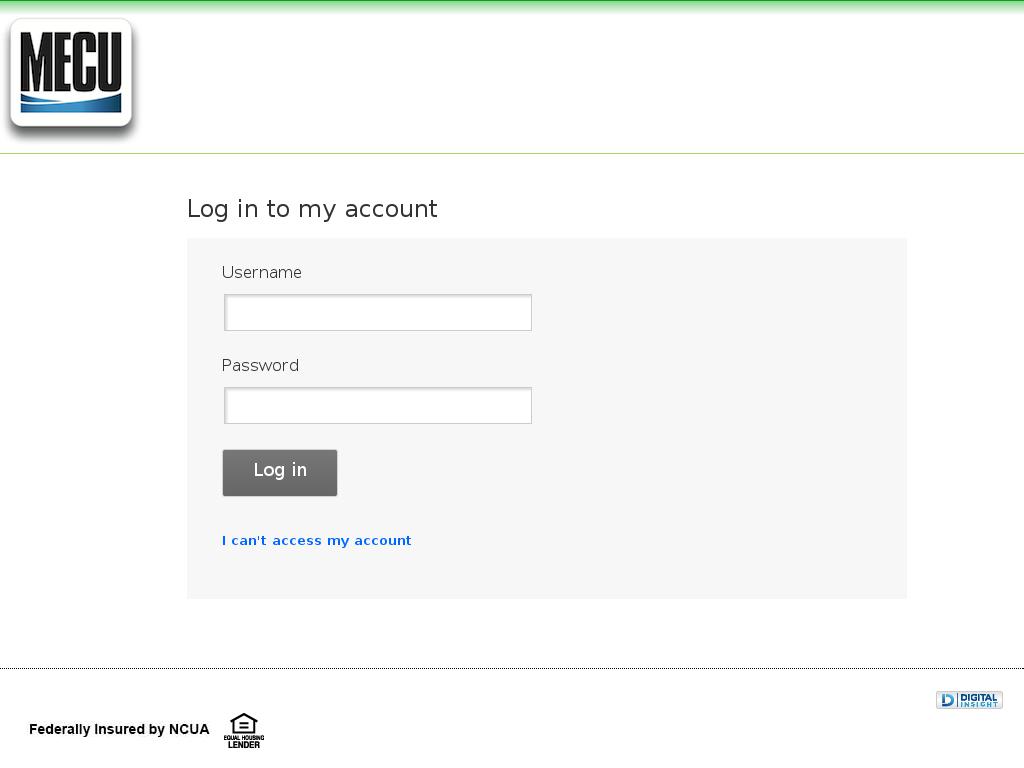 MECU
Log in to my account
Username
Password
Log in
I can't access my account
DIGITAL
INSIGHT
Federally Insured by NCUA
EQUAL HOUSING
LENDER